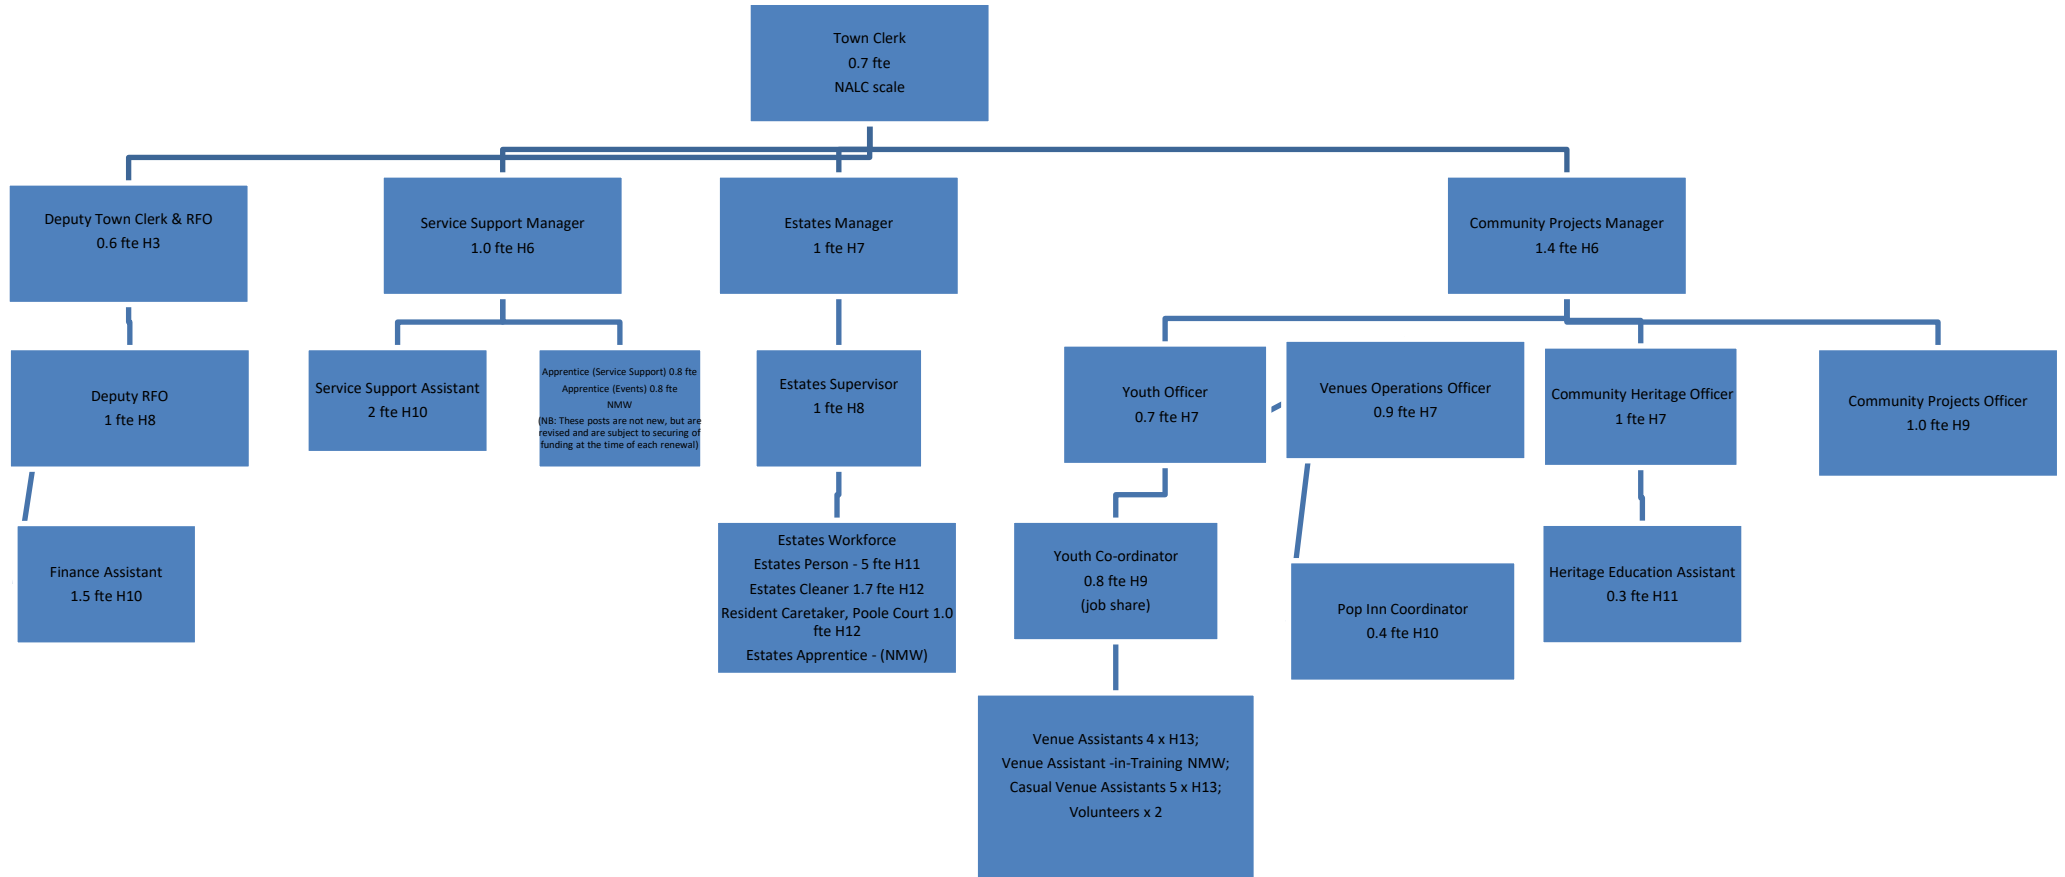 Town Clerk
0.7 fte
NALC scale
Deputy Town Clerk & RFO
0.6 fte H3
Service Support Manager
1.0 fte H6
Estates Manager
1 fte H7
Community Projects Manager
1.4 fte H6
Deputy RFO
1 fte H8
Service Support Assistant
2 fte H10
Apprentice (Service Support) 0.8 fte
Apprentice (Events) 0.8 fte
NMW
(NB: These posts are not new, but are
revised and are subject to securing of
funding at the time of each renewal)
Estates Supervisor
1 fte H8
Youth Officer
0.7 fte H7
Venues Operations Officer
0.9 fte H7
Community Heritage Officer
1 fte H7
Community Projects Officer
1.0 fte H9
Finance Assistant
1.5 fte H10
Estates Workforce
Estates Person - 5 fte H11
Estates Cleaner 1.7 fte H12
Resident Caretaker, Poole Court 1.0
fte H12
Estates Apprentice - (NMW)
Youth Co-ordinator
0.8 fte H9
(job share)
Pop Inn Coordinator
0.4 fte H10
Heritage Education Assistant
0.3 fte H11
Venue Assistants 4 x H13;
Venue Assistant -in-Training NMW;
Casual Venue Assistants 5 x H13;
Volunteers x 2